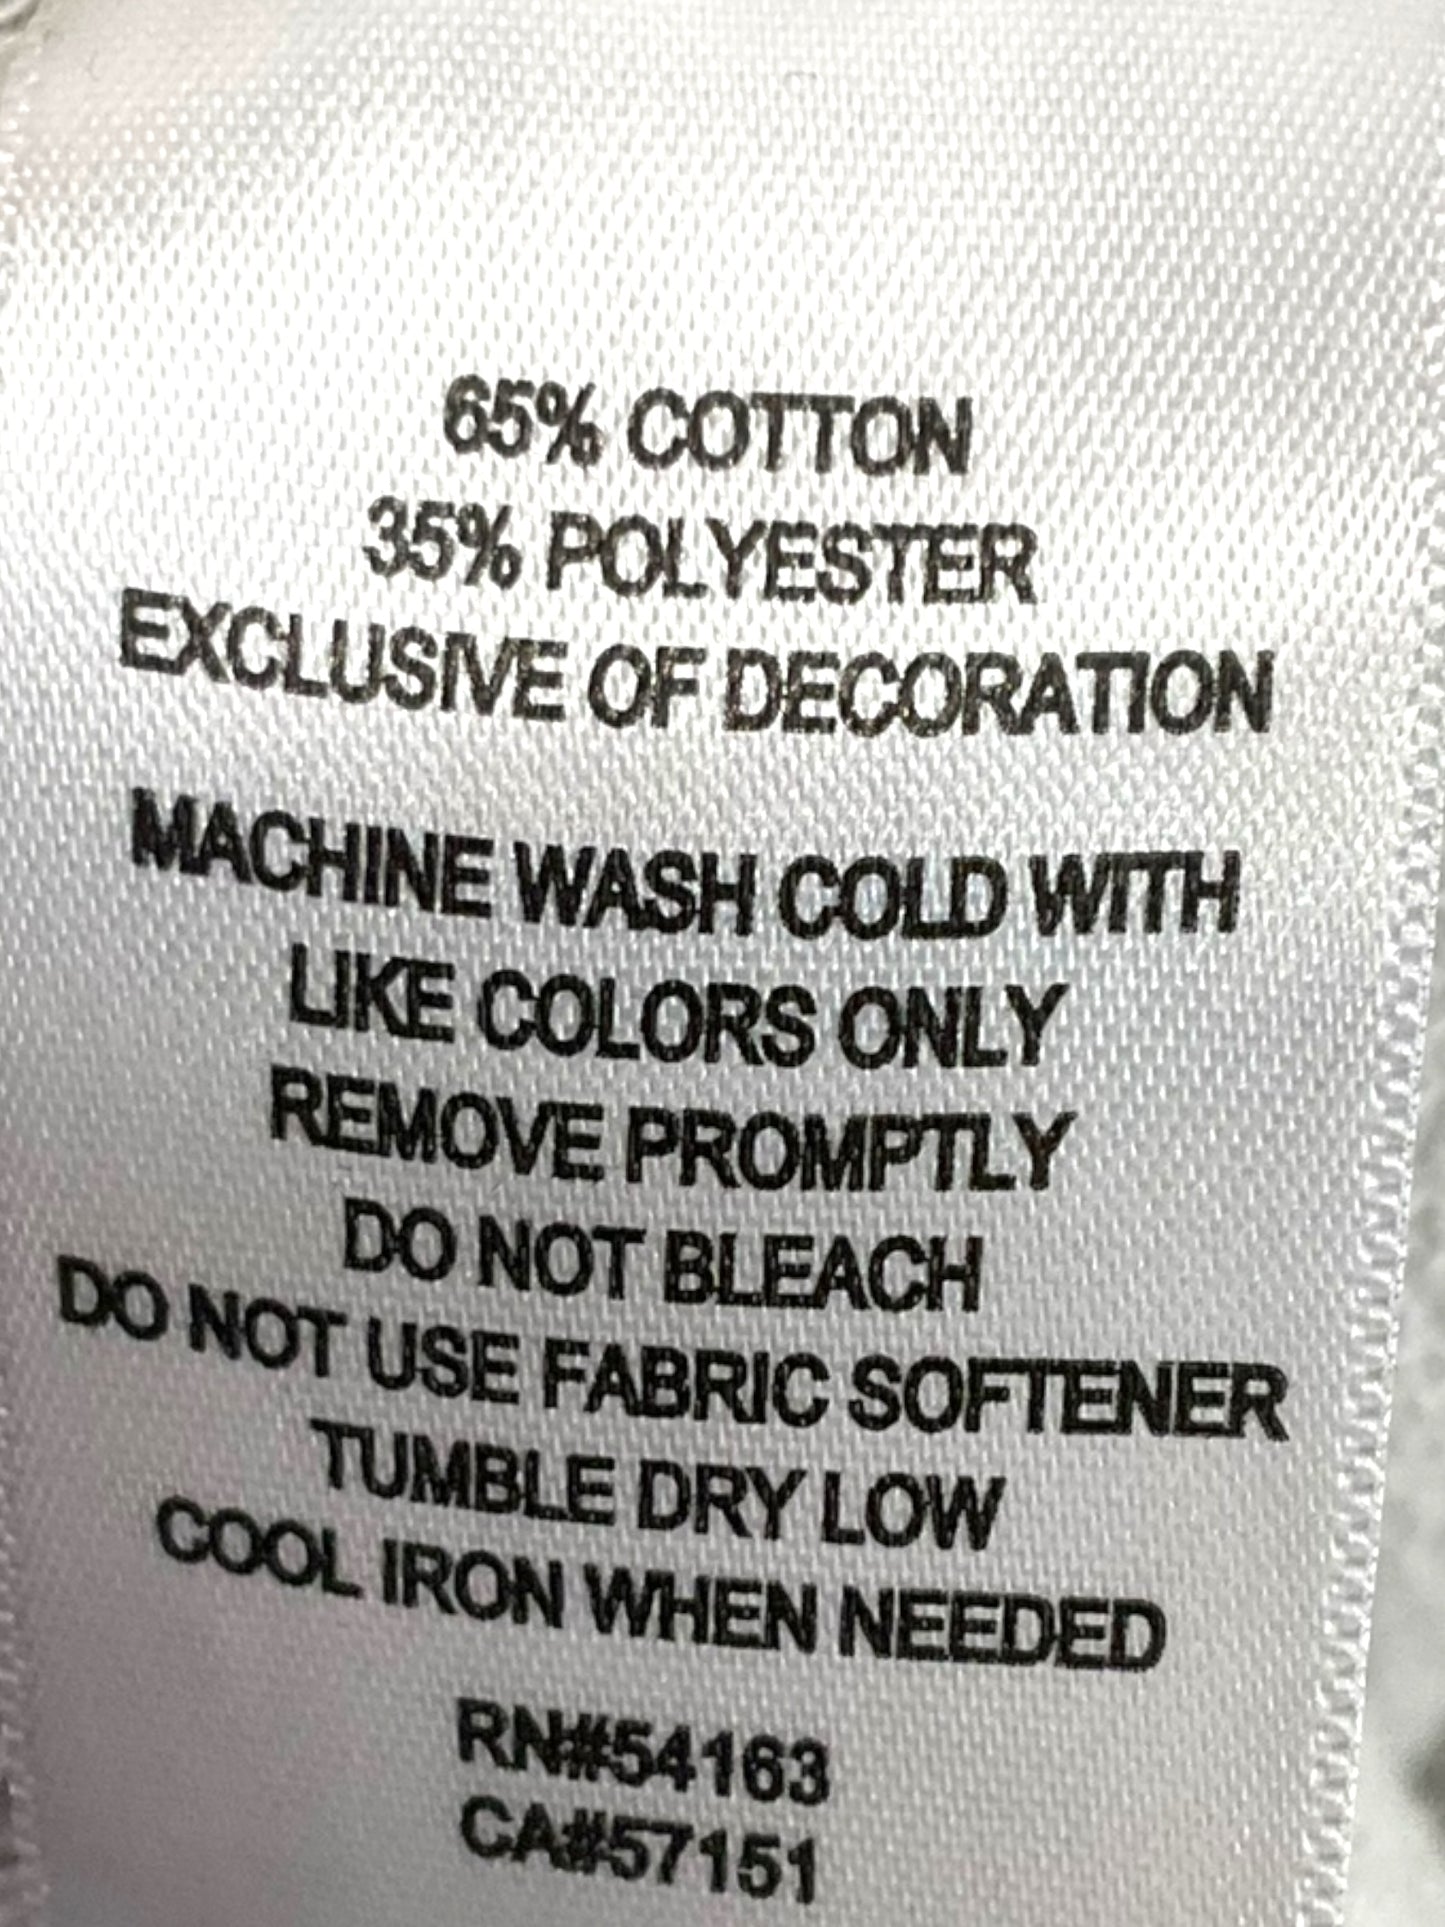 65% COTTON
35% POLYESTER
EXCLUSIVE OF DECORATION
MACHINE WASH COLD WITH
LIKE COLORS ONLY
REMOVE PROMPTLY
DO NOT BLEACH
DO NOT USE FABRIC SOFTENER
TUMBLE DRY LOW
COOL IRON WHEN NEEDED
RN#54163
CA#57151